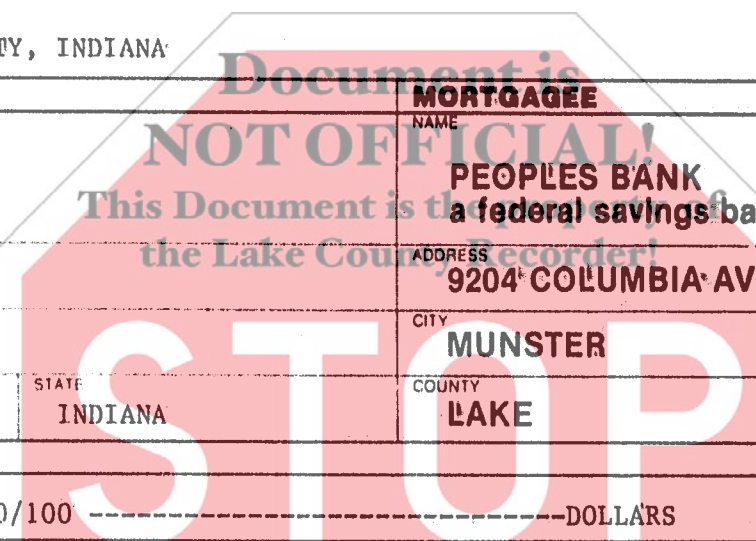 TY, INDIANA
Document is
NOT OFFICIAL!
This Document is the property of
the Lake County Recorder!
MORTGAGEE
NAME
PEOPLES BANK
a federal savings ba
ADDRESS
9204 COLUMBIA AV
CITY
MUNSTER
STATE
INDIANA
COUNTY
LAKE
STOP
0/100 ------------------------------DOLLARS